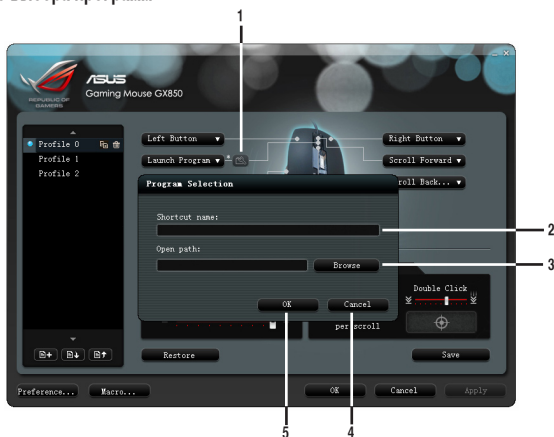 1
ASUS
Gaming Mouse GX850
REPUBLIC OF
GAMERS
Profile 0
Profile 1
Profile 2
Left Button
Right Button
Launch Program
Scroll Forward
roll Back...
Program Selection
Shortcut name:
2
Open path:
Browse
3
Double Click
OK
Cancel
per scroll
Restore
Save
Preference...
Macro...
OK
Cancel
Apply
5
4